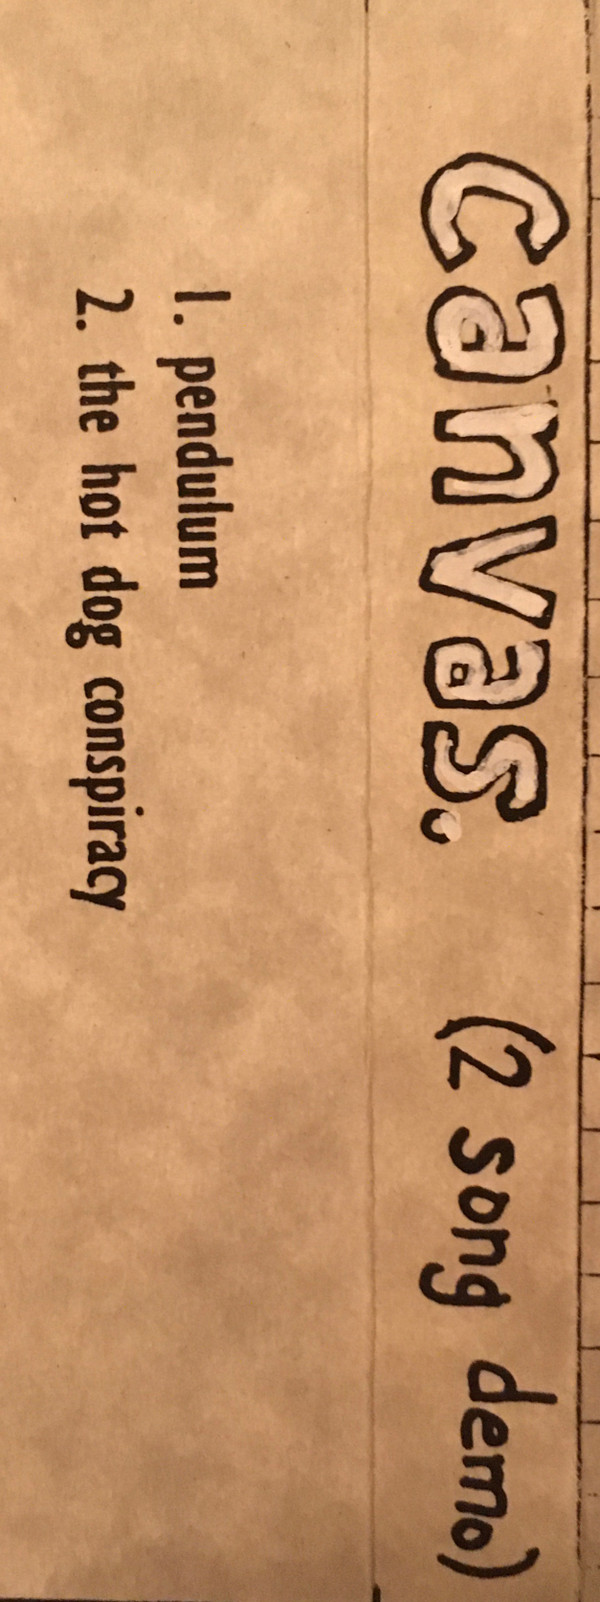 canvas. (2 song demo)
1. pendulum
2. the hot dog conspiracy